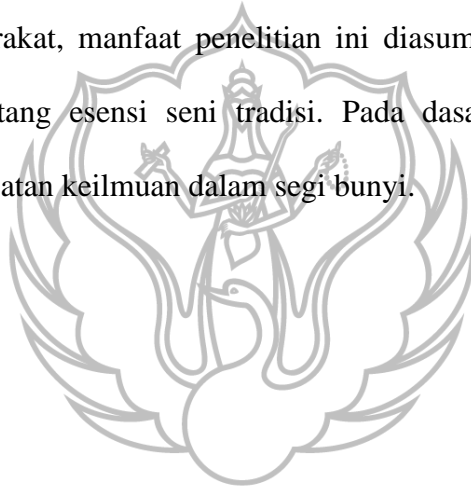 rakat, manfaat penelitian ini diasum
tang esensi seni tradisi. Pada dasa
atan keilmuan dalam segi bunyi.